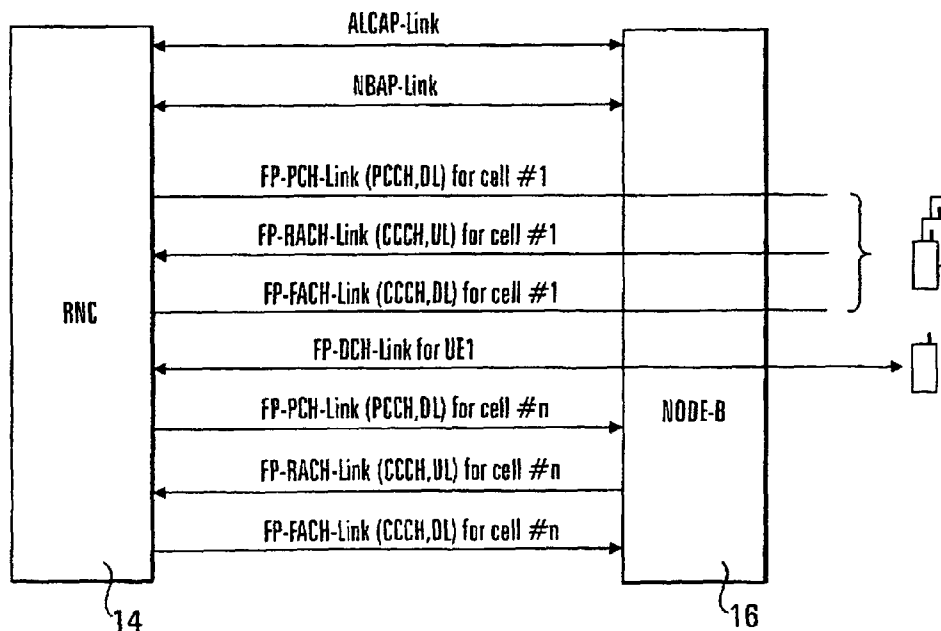 ALCAP-Link
NBAP-Link
FP-PCH-Link (PCCH,DL) for cell #1
FP-RACH-Link (CCCH,UL) for cell #1
FP-FACH-Link (CCCH,DL) for cell #1
RNC
FP-DCH-Link for UE1
FP-PCH-Link (PCCH,DL) for cell #n
NODE-B
FP-RACH-Link (CCCH,UL) for cell #n
FP-FACH-Link (CCCH,DL) for cell #n
14
16